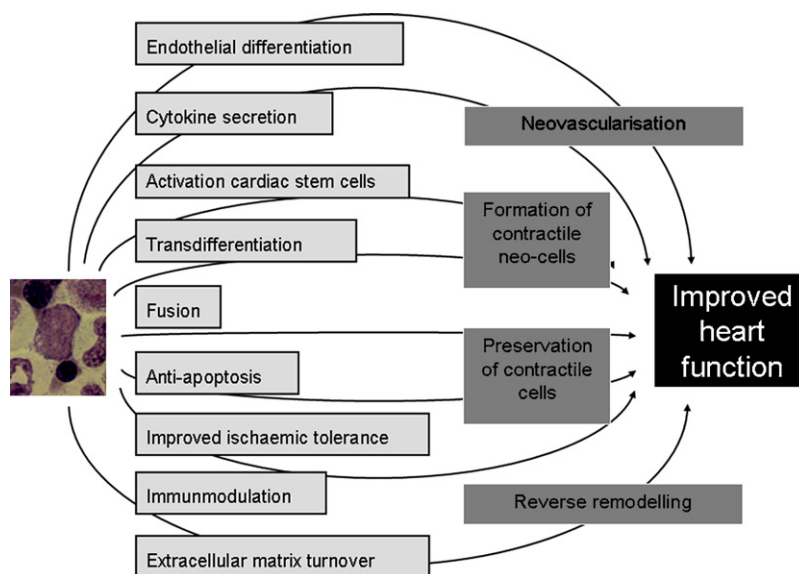 Endothelial differentiation
Cytokine secretion
Activation cardiac stem cells
Transdifferentiation
Fusion
Anti-apoptosis
Improved ischaemic tolerance
Immunmodulation
Extracellular matrix turnover
Neovascularisation
Formation of
contractile
neo-cells
Preservation
of contractile
cells
Reverse remodelling
Improved
heart
function